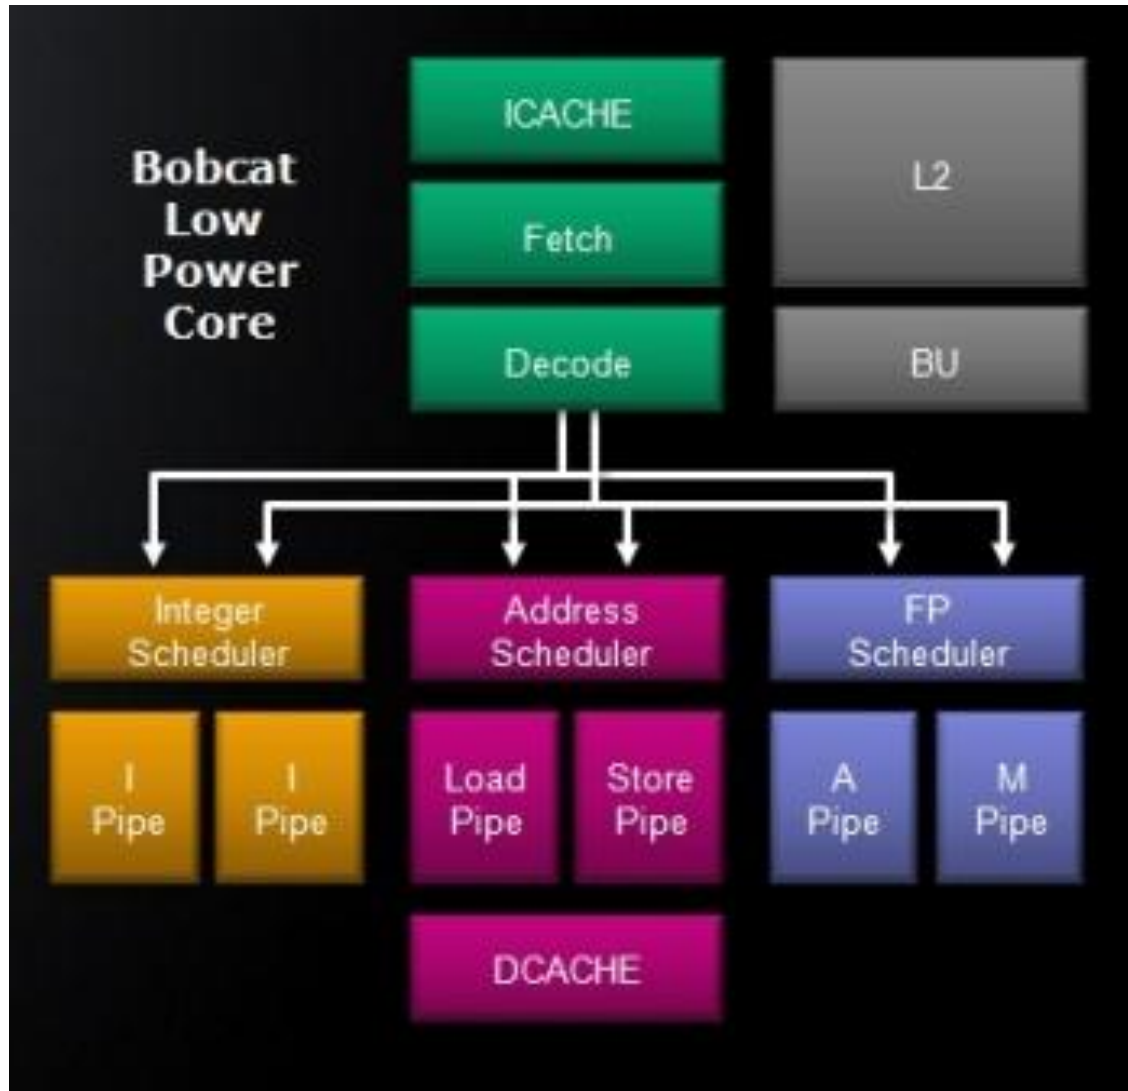 Bobcat
Low
Power
Core
ICACHE
Fetch
Decode
L2
BU
Integer
Scheduler
Address
Scheduler
FP
Scheduler
I
Pipe
I
Pipe
Load
Pipe
Store
Pipe
A
Pipe
M
Pipe
DCACHE